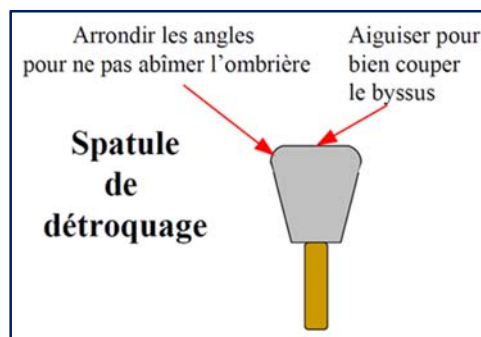 Arrondir les angles
pour ne pas abîmer l'ombrière
Aiguiser pour
bien couper
le byssus
Spatule
de
détroquage